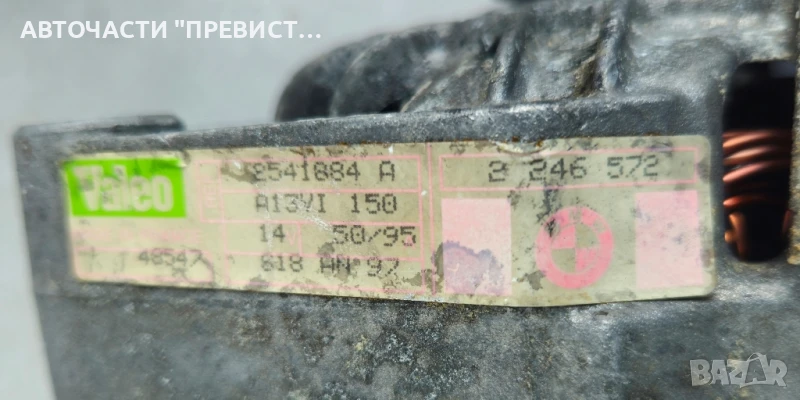 АВТОЧАСТИ "ПРЕВИСТ...
Valeo
2541884 A
2 246 572
A13VI 150
14 50/95
48547
618 AN 97
BAZAR